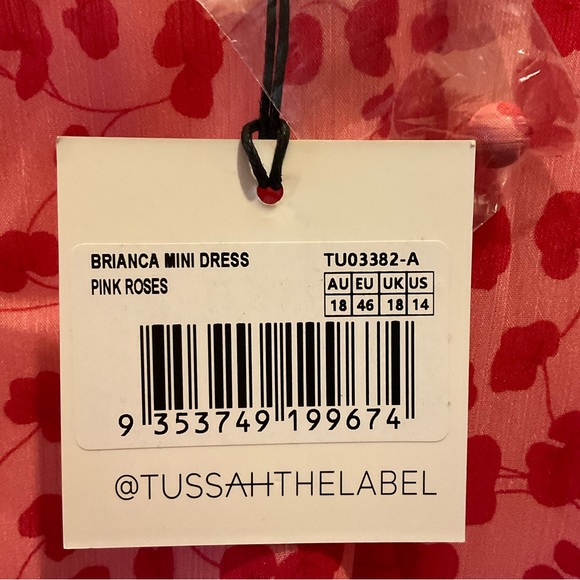 BRIANCA MINI DRESS TU03382-A
PINK ROSES
AU EU UK US
18 46 18 14
9 353749 199674
@TUSSAHTHELABEL